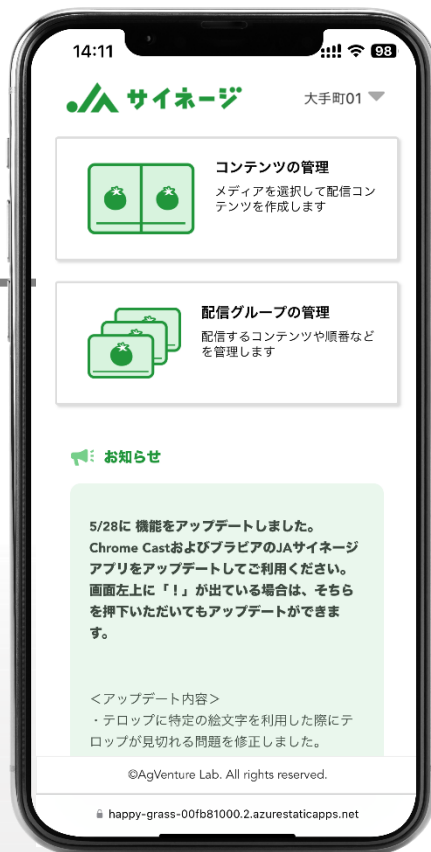 14:11
98
JA サイネージ
大手町01
コンテンツの管理
メディアを選択して配信コン
テンツを作成します
配信グループの管理
配信するコンテンツや順番など
を管理します
お知らせ
5/28に 機能をアップデートしました。
Chrome CastおよびブラビアのJAサイネージ
アプリをアップデートしてご利用ください。
画面左上に「！」が出ている場合は、そちら
を押下いただいてもアップデートができま
す。
＜アップデート内容＞
・テロップに特定の絵文字を利用した際にテ
ロップが見切れる問題を修正しました。
©AgVenture Lab. All rights reserved.
happy-grass-00fb81000.2.azurestaticapps.net